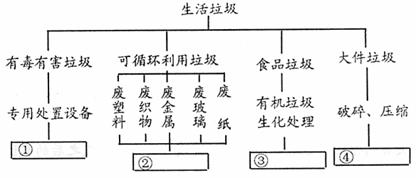 生活垃圾
有毒有害垃圾 可循环利用垃圾 食品垃圾 大件垃圾
专用处置设备 废塑料 废织物 废金属 废玻璃 废纸 有机垃圾生化处理 破碎、压缩
① ② ③ ④